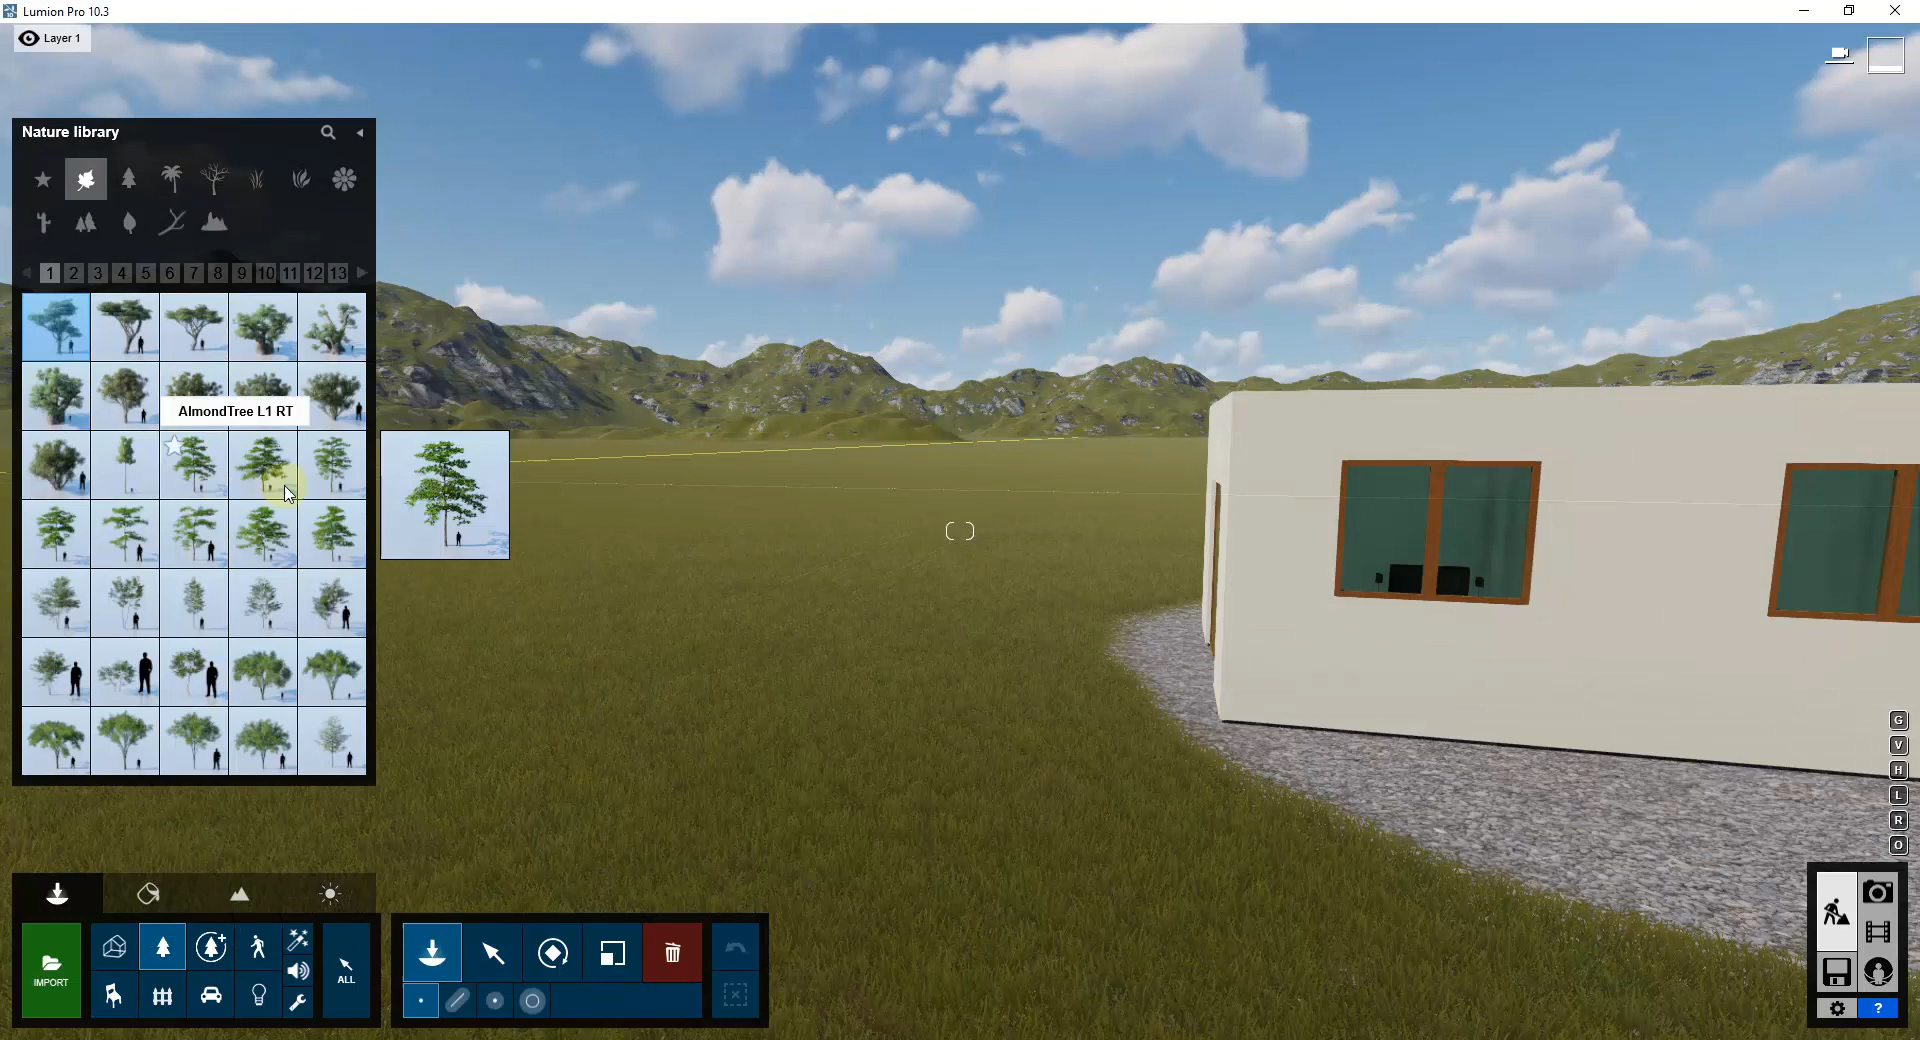 Lumion Pro 10.3
Layer 1
Nature library
1 2 3 4 5 6 7 8 9 10 11 12 13
AlmondTree L1 RT
G
V
H
L
R
O
IMPORT
ALL
?